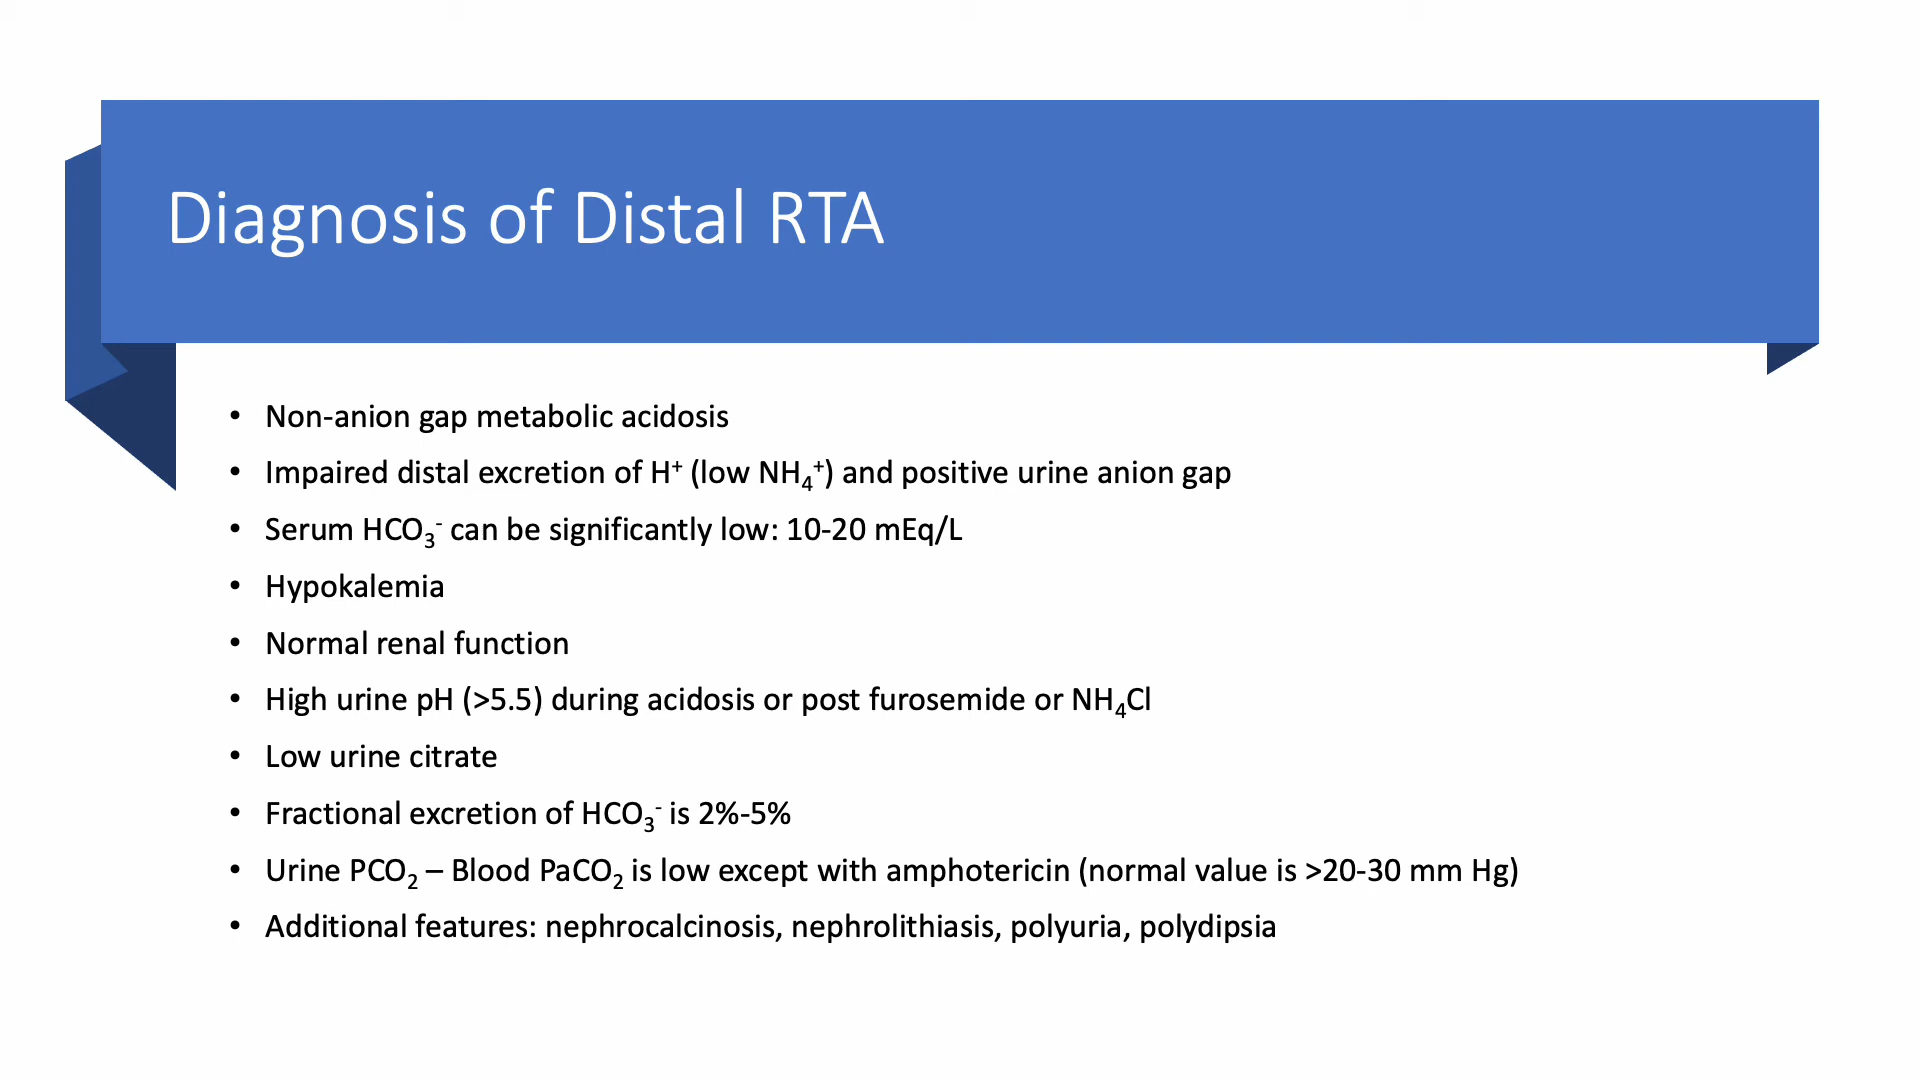 Diagnosis of Distal RTA
• Non-anion gap metabolic acidosis
• Impaired distal excretion of H⁺ (low NH₄⁺) and positive urine anion gap
• Serum HCO₃⁻ can be significantly low: 10-20 mEq/L
• Hypokalemia
• Normal renal function
• High urine pH (>5.5) during acidosis or post furosemide or NH₄Cl
• Low urine citrate
• Fractional excretion of HCO₃⁻ is 2%-5%
• Urine PCO₂ – Blood PaCO₂ is low except with amphotericin (normal value is >20-30 mm Hg)
• Additional features: nephrocalcinosis, nephrolithiasis, polyuria, polydipsia